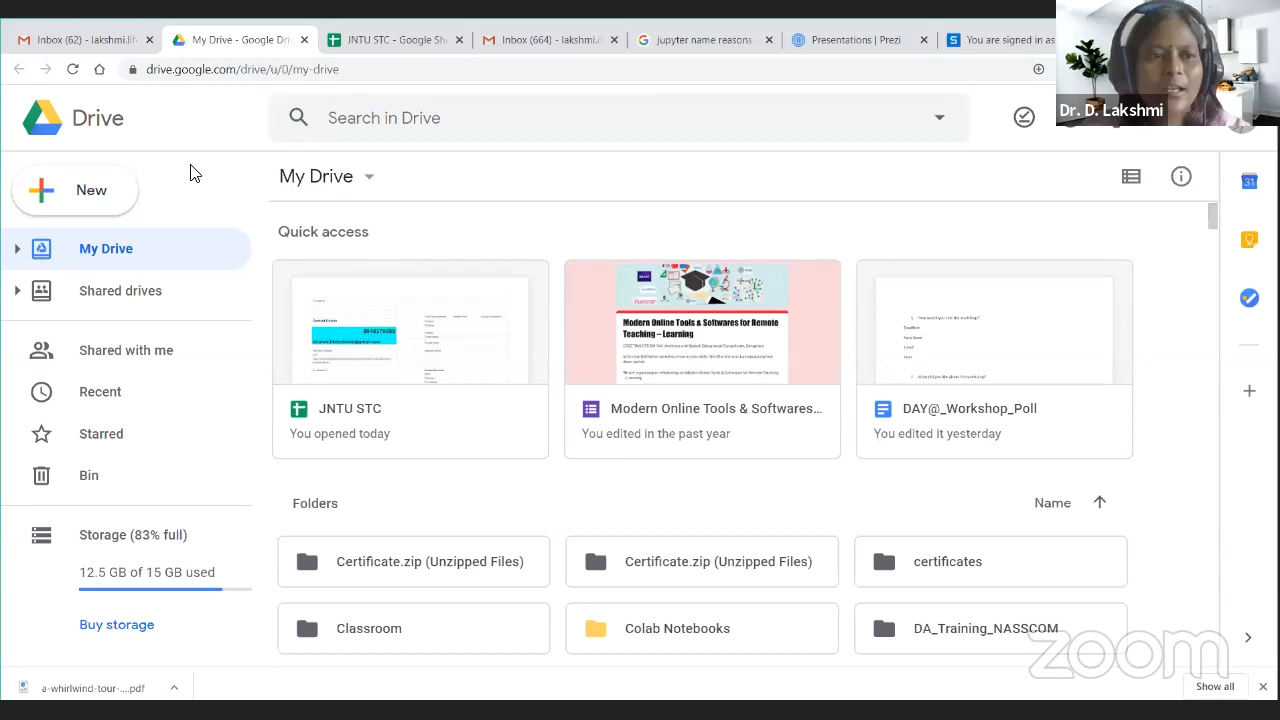 Inbox (62) - lakshmi.lif
My Drive - Google Dri
JNTU STC - Google She
Inbox (664) - lakshmi.d
jupyter name reasons
Presentations | Prezi
You are signed in as
drive.google.com/drive/u/0/my-drive
Dr. D. Lakshmi
Drive
Search in Drive
New
My Drive
31
My Drive
Shared drives
Shared with me
Recent
Starred
Bin
Storage (83% full)
12.5 GB of 15 GB used
Buy storage
Quick access
Modern Online Tools & Softwares for Remote
Teaching – Learning
JNTU STC
You opened today
Modern Online Tools & Softwares...
You edited in the past year
DAY@_Workshop_Poll
You edited it yesterday
Folders
Name
Certificate.zip (Unzipped Files)
Certificate.zip (Unzipped Files)
certificates
Classroom
Colab Notebooks
DA_Training_NASSCOM
zoom
a-whirlwind-tour-....pdf
Show all